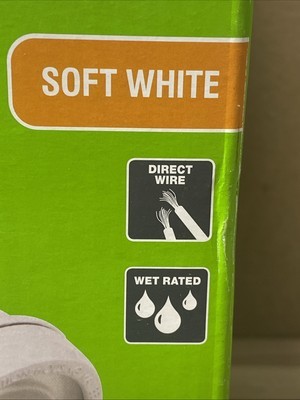 SOFT WHITE
DIRECT
WIRE
WET RATED